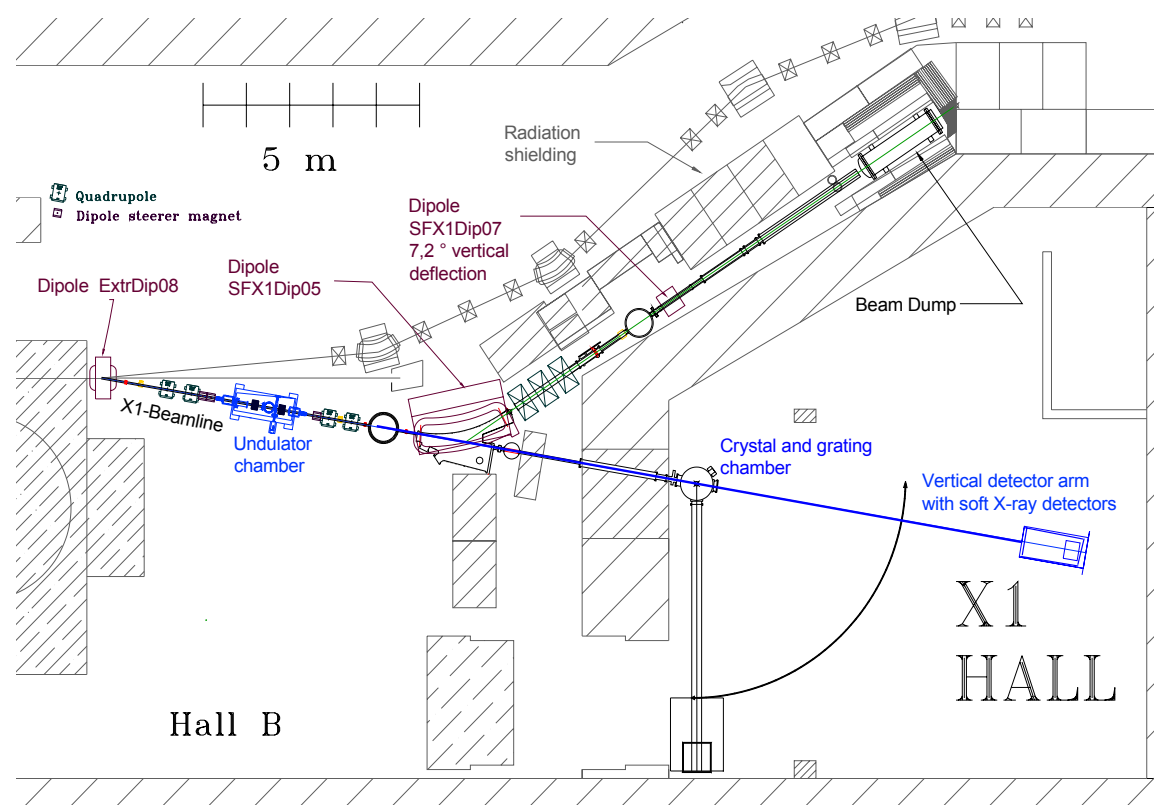 5 m
Radiation
shielding
Quadrupole
Dipole steerer magnet
Dipole
SFX1Dip07
7,2 ° vertical
deflection
Dipole ExtrDip08
Dipole
SFX1Dip05
Beam Dump
X1-Beamline
Undulator
chamber
Crystal and grating
chamber
Vertical detector arm
with soft X-ray detectors
X1
HALL
Hall B